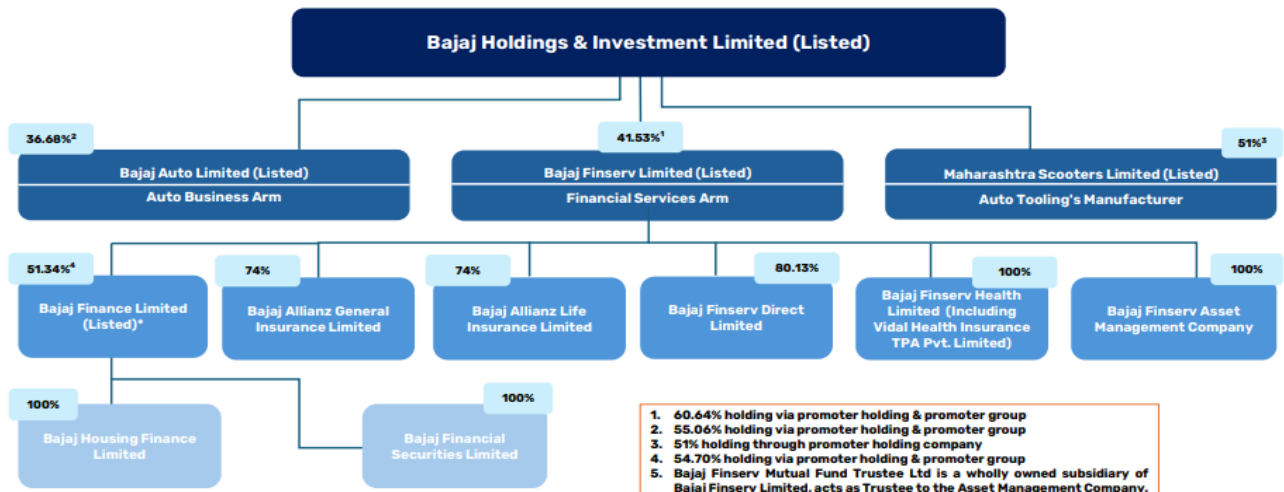 Bajaj Holdings & Investment Limited (Listed)
36.68%²
Bajaj Auto Limited (Listed)
Auto Business Arm
41.53%¹
Bajaj Finserv Limited (Listed)
Financial Services Arm
51%³
Maharashtra Scooters Limited (Listed)
Auto Tooling's Manufacturer
51.34%⁴
Bajaj Finance Limited
(Listed)*
74%
Bajaj Allianz General
Insurance Limited
74%
Bajaj Allianz Life
Insurance Limited
80.13%
Bajaj Finserv Direct
Limited
100%
Bajaj Finserv Health
Limited (Including
Vidal Health Insurance
TPA Pvt. Limited)
100%
Bajaj Finserv Asset
Management Company
100%
Bajaj Housing Finance
Limited
100%
Bajaj Financial
Securities Limited
1. 60.64% holding via promoter holding & promoter group
2. 55.06% holding via promoter holding & promoter group
3. 51% holding through promoter holding company
4. 54.70% holding via promoter holding & promoter group
5. Bajaj Finserv Mutual Fund Trustee Ltd is a wholly owned subsidiary of
Bajaj Finserv Limited, acts as Trustee to the Asset Management Company.